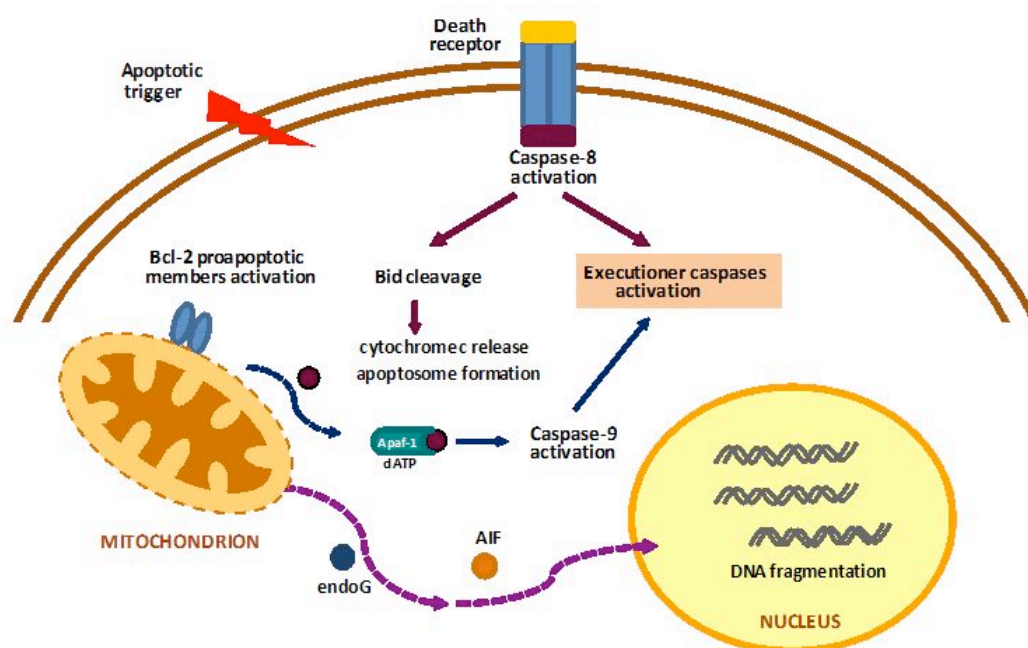 Death
receptor
Apoptotic
trigger
Caspase-8
activation
Bcl-2 proapoptotic
members activation
Bid cleavage
Executioner caspases
activation
cytochromec release
apoptosome formation
Apaf-1
dATP
Caspase-9
activation
MITOCHONDRION
endoG
AIF
DNA fragmentation
NUCLEUS